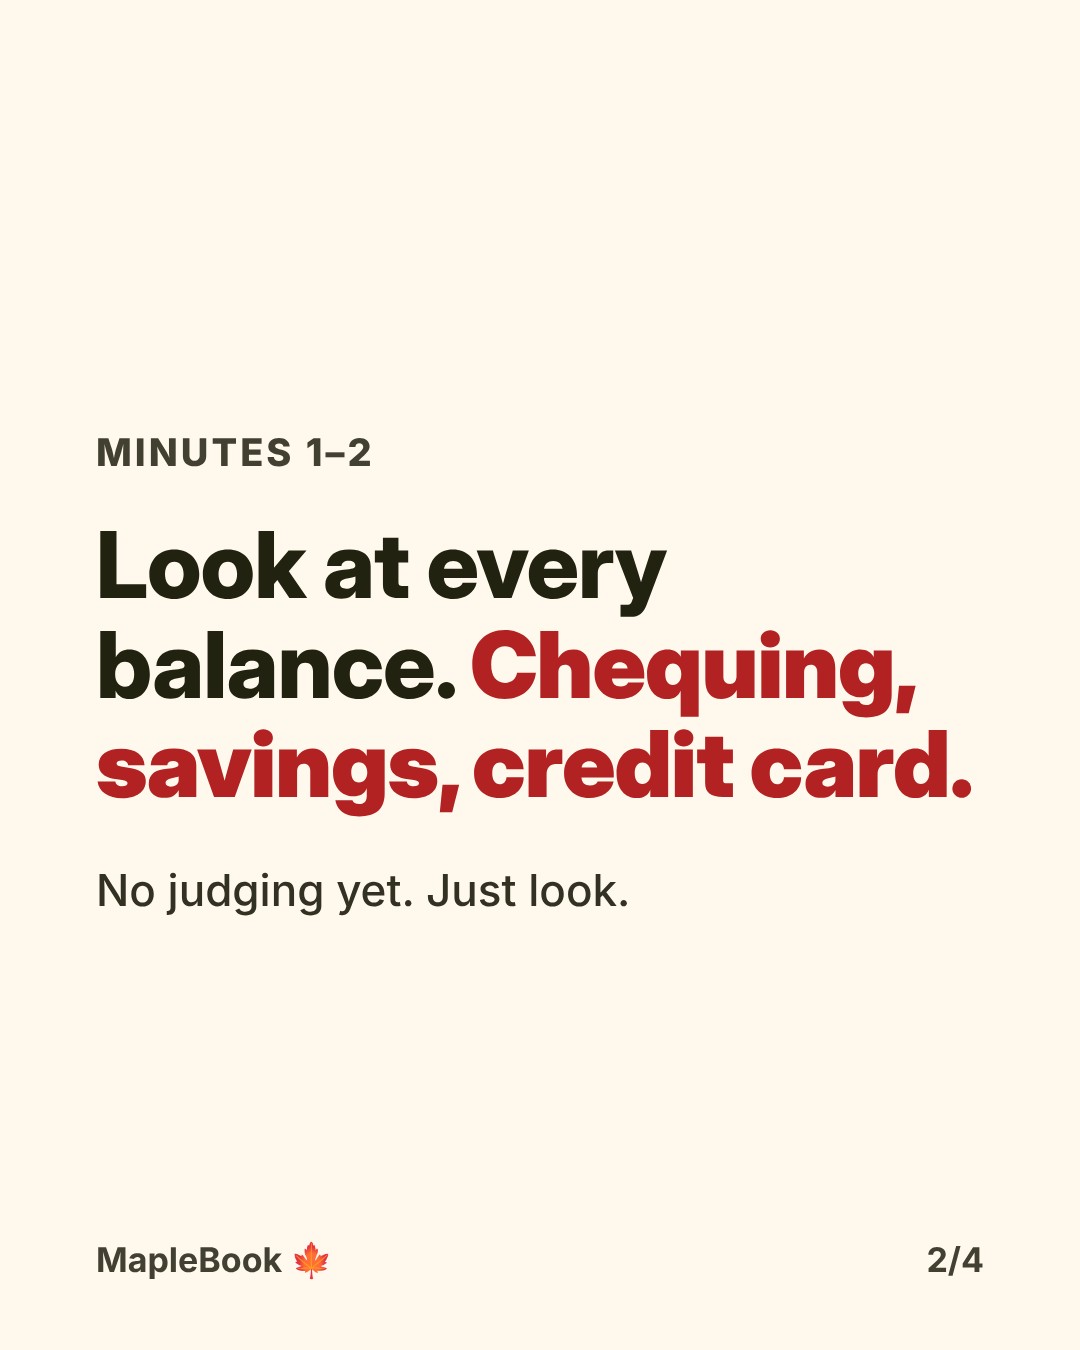 MINUTES 1–2
Look at every
balance. Chequing,
savings, credit card.
No judging yet. Just look.
MapleBook 🍁
2/4